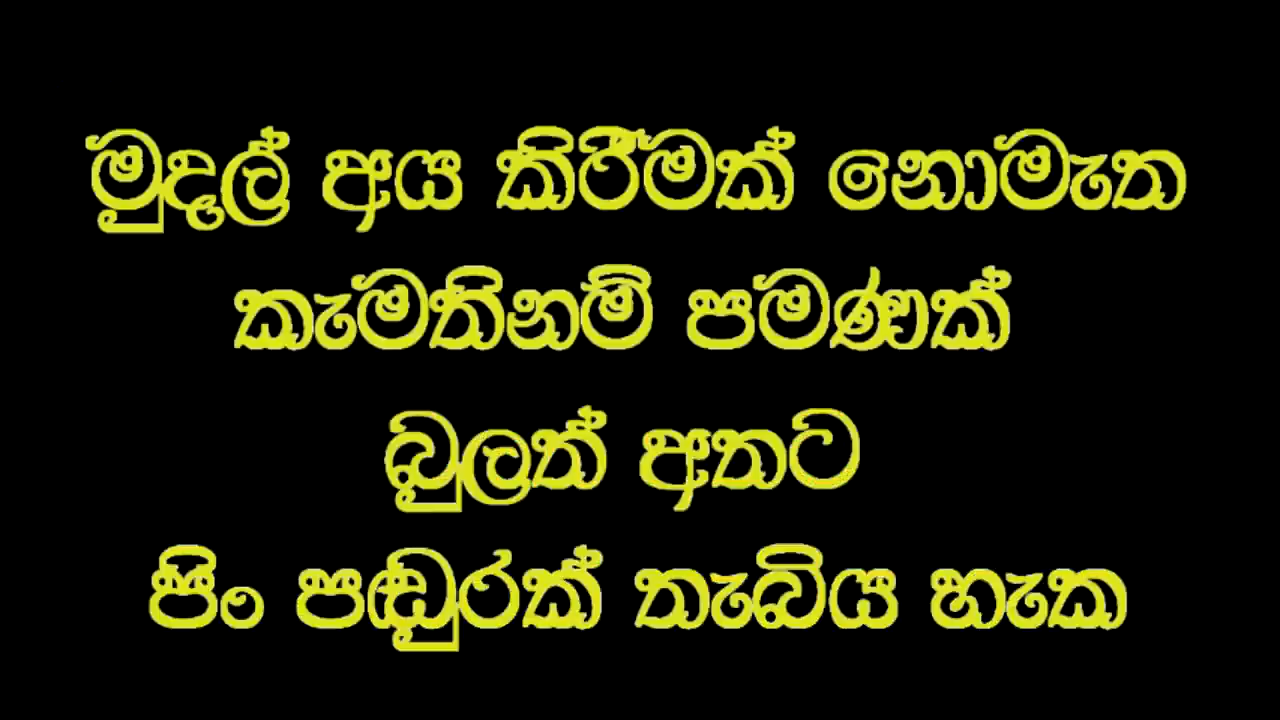 මුදල් අය කිරීමක් නොමැත
කැමතිනම් පමණක්
බුලත් අතට
පිං පඬුරක් තැබිය හැක